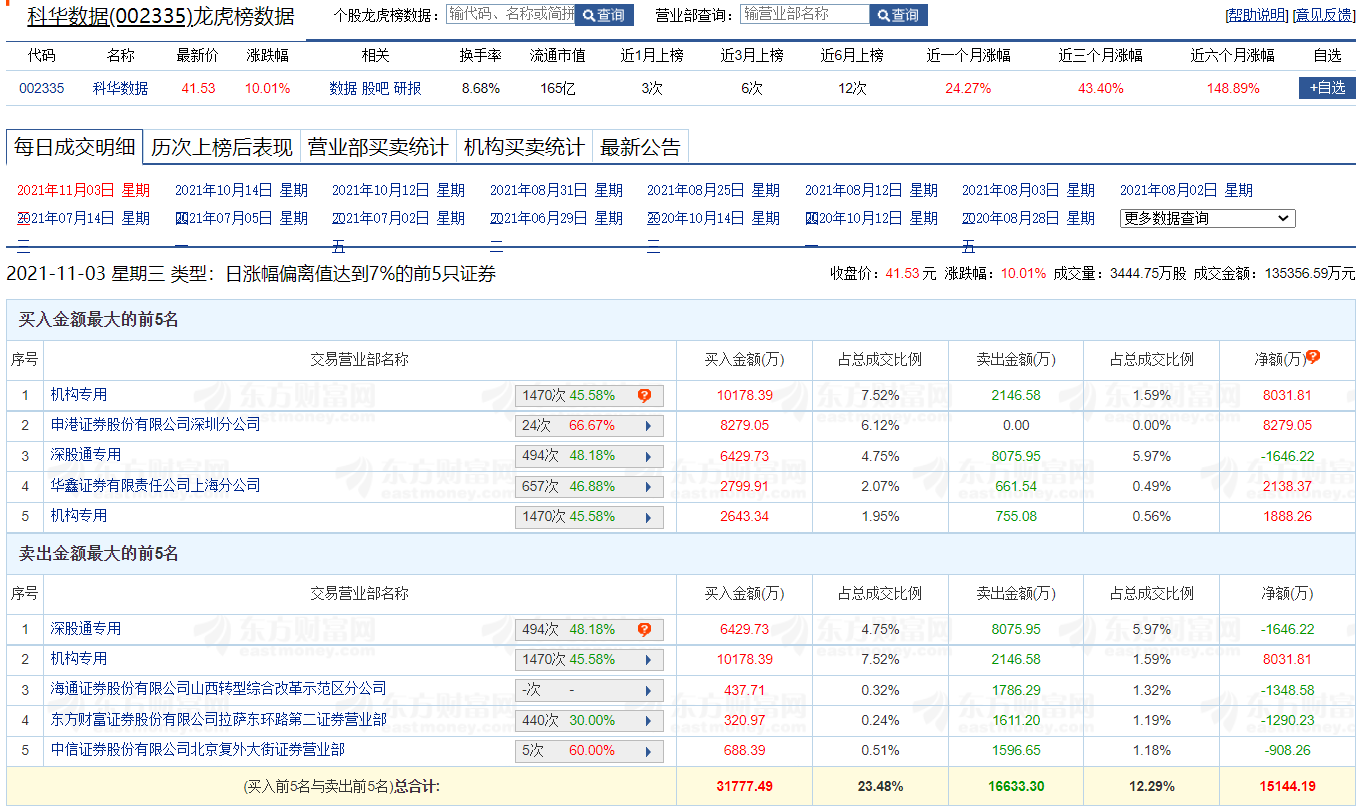 科华数据(002335)龙虎榜数据 个股龙虎榜数据： 输代码、名称或简拼 查询 营业部查询： 输营业部名称 查询 [帮助说明] [意见反馈]
代码 名称 最新价 涨跌幅 相关 换手率 流通市值 近1月上榜 近3月上榜 近6月上榜 近一个月涨幅 近三个月涨幅 近六个月涨幅 自选
002335 科华数据 41.53 10.01% 数据 股吧 研报 8.68% 165亿 3次 6次 12次 24.27% 43.40% 148.89% +自选
每日成交明细 历次上榜后表现 营业部买卖统计 机构买卖统计 最新公告
2021年11月03日 星期 2021年10月14日 星期 2021年10月12日 星期 2021年08月31日 星期 2021年08月25日 星期 2021年08月12日 星期 2021年08月03日 星期 2021年08月02日 星期
三 2021年07月14日 星期 四 2021年07月05日 星期 二 2021年07月02日 星期 二 2021年06月29日 星期 三 2020年10月14日 星期 四 2020年10月12日 星期 二 2020年08月28日 星期 一 更多数据查询
三 一 五 二 三 一 五
2021-11-03 星期三 类型：日涨幅偏离值达到7%的前5只证券 收盘价：41.53 元 涨跌幅：10.01% 成交量：3444.75万股 成交金额：135356.59万元
买入金额最大的前5名
序号 交易营业部名称 买入金额(万) 占总成交比例 卖出金额(万) 占总成交比例 净额(万)
1 机构专用 1470次 45.58% 10178.39 7.52% 2146.58 1.59% 8031.81
2 申港证券股份有限公司深圳分公司 24次 66.67% 8279.05 6.12% 0.00 0.00% 8279.05
3 深股通专用 494次 48.18% 6429.73 4.75% 8075.95 5.97% -1646.22
4 华鑫证券有限责任公司上海分公司 657次 46.88% 2799.91 2.07% 661.54 0.49% 2138.37
5 机构专用 1470次 45.58% 2643.34 1.95% 755.08 0.56% 1888.26
卖出金额最大的前5名
序号 交易营业部名称 买入金额(万) 占总成交比例 卖出金额(万) 占总成交比例 净额(万)
1 深股通专用 494次 48.18% 6429.73 4.75% 8075.95 5.97% -1646.22
2 机构专用 1470次 45.58% 10178.39 7.52% 2146.58 1.59% 8031.81
3 海通证券股份有限公司山西转型综合改革示范区分公司 -次 - 437.71 0.32% 1786.29 1.32% -1348.58
4 东方财富证券股份有限公司拉萨东环路第二证券营业部 440次 30.00% 320.97 0.24% 1611.20 1.19% -1290.23
5 中信证券股份有限公司北京复外大街证券营业部 5次 60.00% 688.39 0.51% 1596.65 1.18% -908.26
(买入前5名与卖出前5名)总合计: 31777.49 23.48% 16633.30 12.29% 15144.19